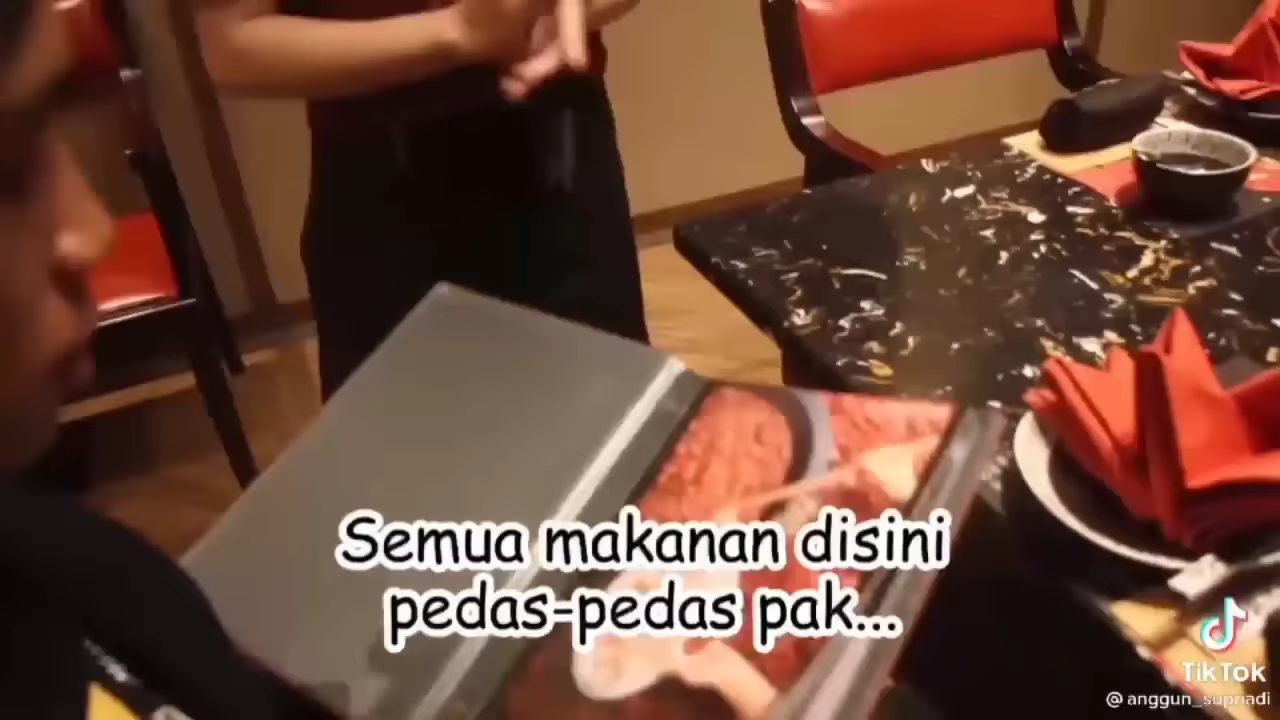 Semua makanan disini
pedas-pedas pak...
TikTok
@anggun_supriadi